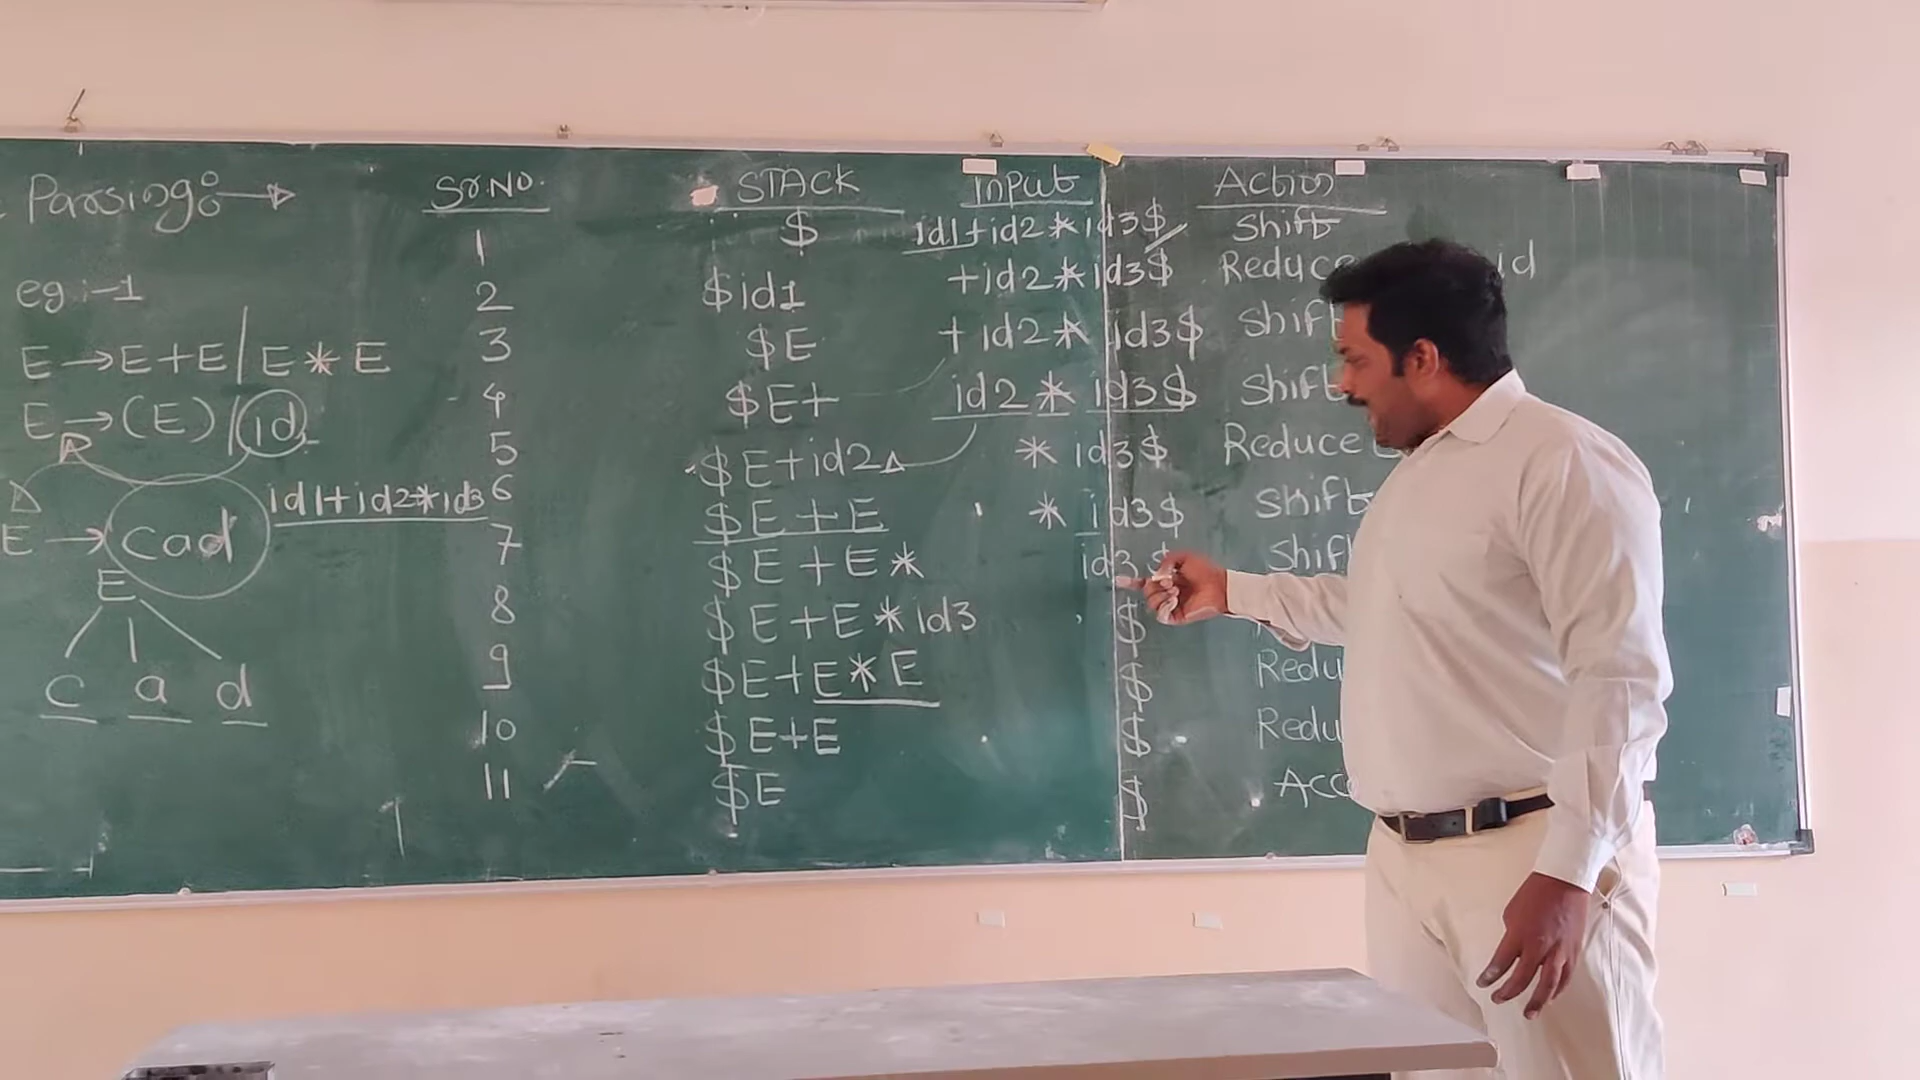 Parsing:→
eg:-1
E→E+E/E*E
E→(E)/id
id1+id2*id3
E→cad
E
c a d
Sr.NO. STACK Input Action
1 $ id1+id2*id3$ Shift
2 $id1 +id2*id3$ Reduce id
3 $E +id2*id3$ Shift
4 $E+ id2*id3$ Shift
5 $E+id2 *id3$ Reduce
6 $E+E *id3$ Shift
7 $E+E* id3$ Shift
8 $E+E*id3 $
9 $E+E*E $ Redu
10 $E+E $ Redu
11 $E $ Acc